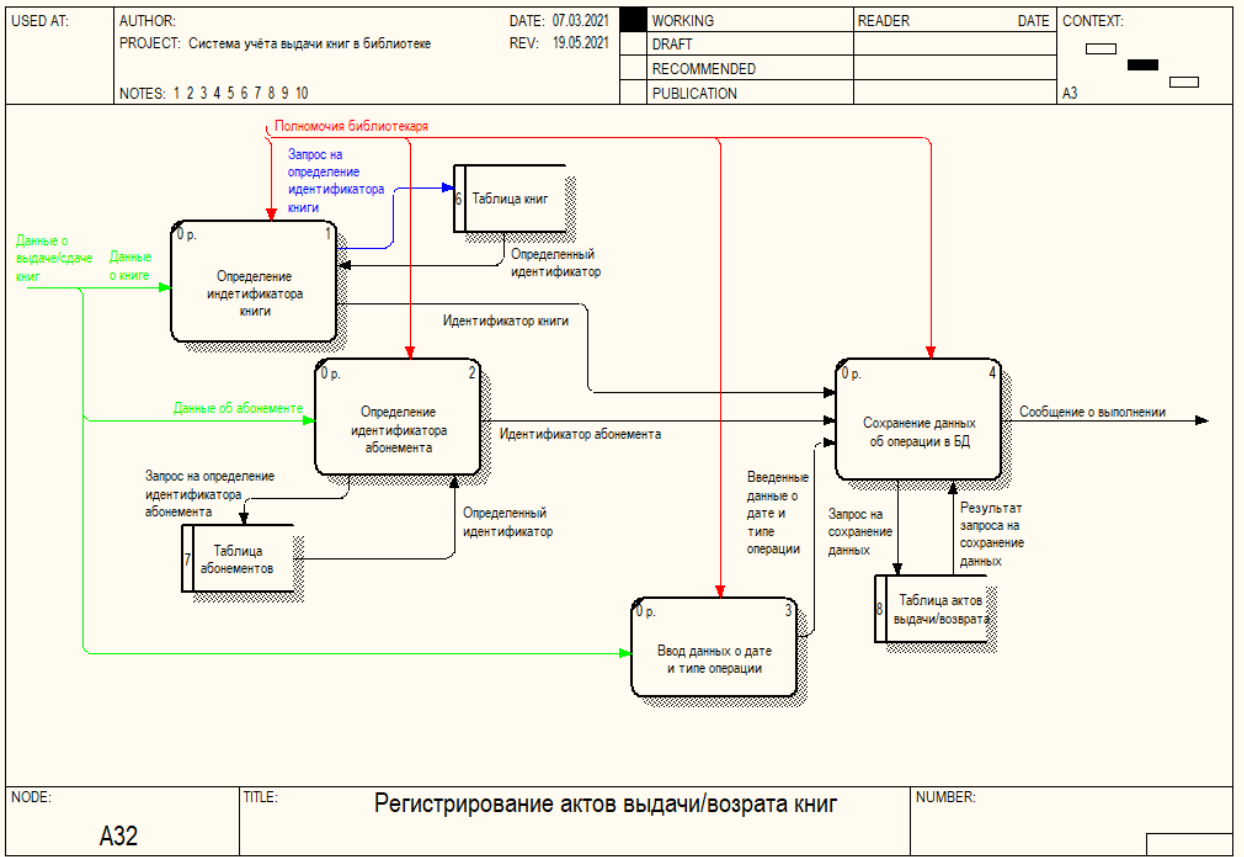 USED AT:
AUTHOR:
DATE: 07.03.2021
PROJECT: Система учёта выдачи книг в библиотеке
REV: 19.05.2021
NOTES: 1 2 3 4 5 6 7 8 9 10
WORKING
DRAFT
RECOMMENDED
PUBLICATION
READER
DATE
CONTEXT:
A3
Полномочия библиотекаря
Запрос на
определение
идентификатора
книги
6
Таблица книг
Данные о
выдаче/сдаче
книг
Данные
о книге
0 р.
1
Определение
индетификатора
книги
Определенный
идентификатор
Идентификатор книги
0 р.
2
Определение
идентификатора
абонемента
Данные об абонементе
Идентификатор абонемента
0 р.
4
Сохранение данных
об операции в БД
Сообщение о выполнении
Запрос на определение
идентификатора
абонемента
Определенный
идентификатор
7
Таблица
абонементов
Введенные
данные о
дате и
типе
операции
Запрос на
сохранение
данных
Результат
запроса на
сохранение
данных
8
Таблица актов
выдачи/возврата
0 р.
3
Ввод данных о дате
и типе операции
NODE:
A32
TITLE:
Регистрирование актов выдачи/возрата книг
NUMBER: